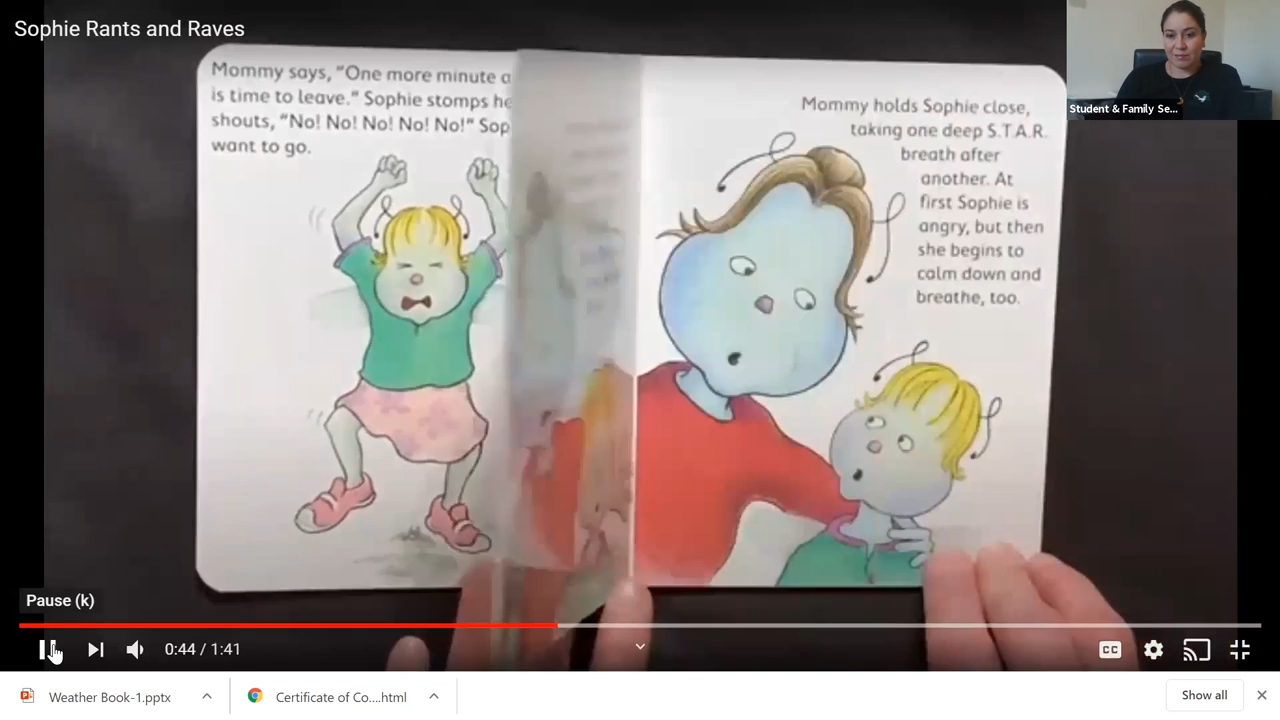 Sophie Rants and Raves
Student & Family Se...
Mommy says, "One more minute
is time to leave." Sophie stomps
shouts, "No! No! No! No! No!"
want to go.
Mommy holds Sophie close,
taking one deep S.T.A.R.
breath after
another. At
first Sophie is
angry, but then
she begins to
calm down and
breathe, too.
Pause (k)
0:44 / 1:41
CC
Weather Book-1.pptx
Certificate of Co....html
Show all